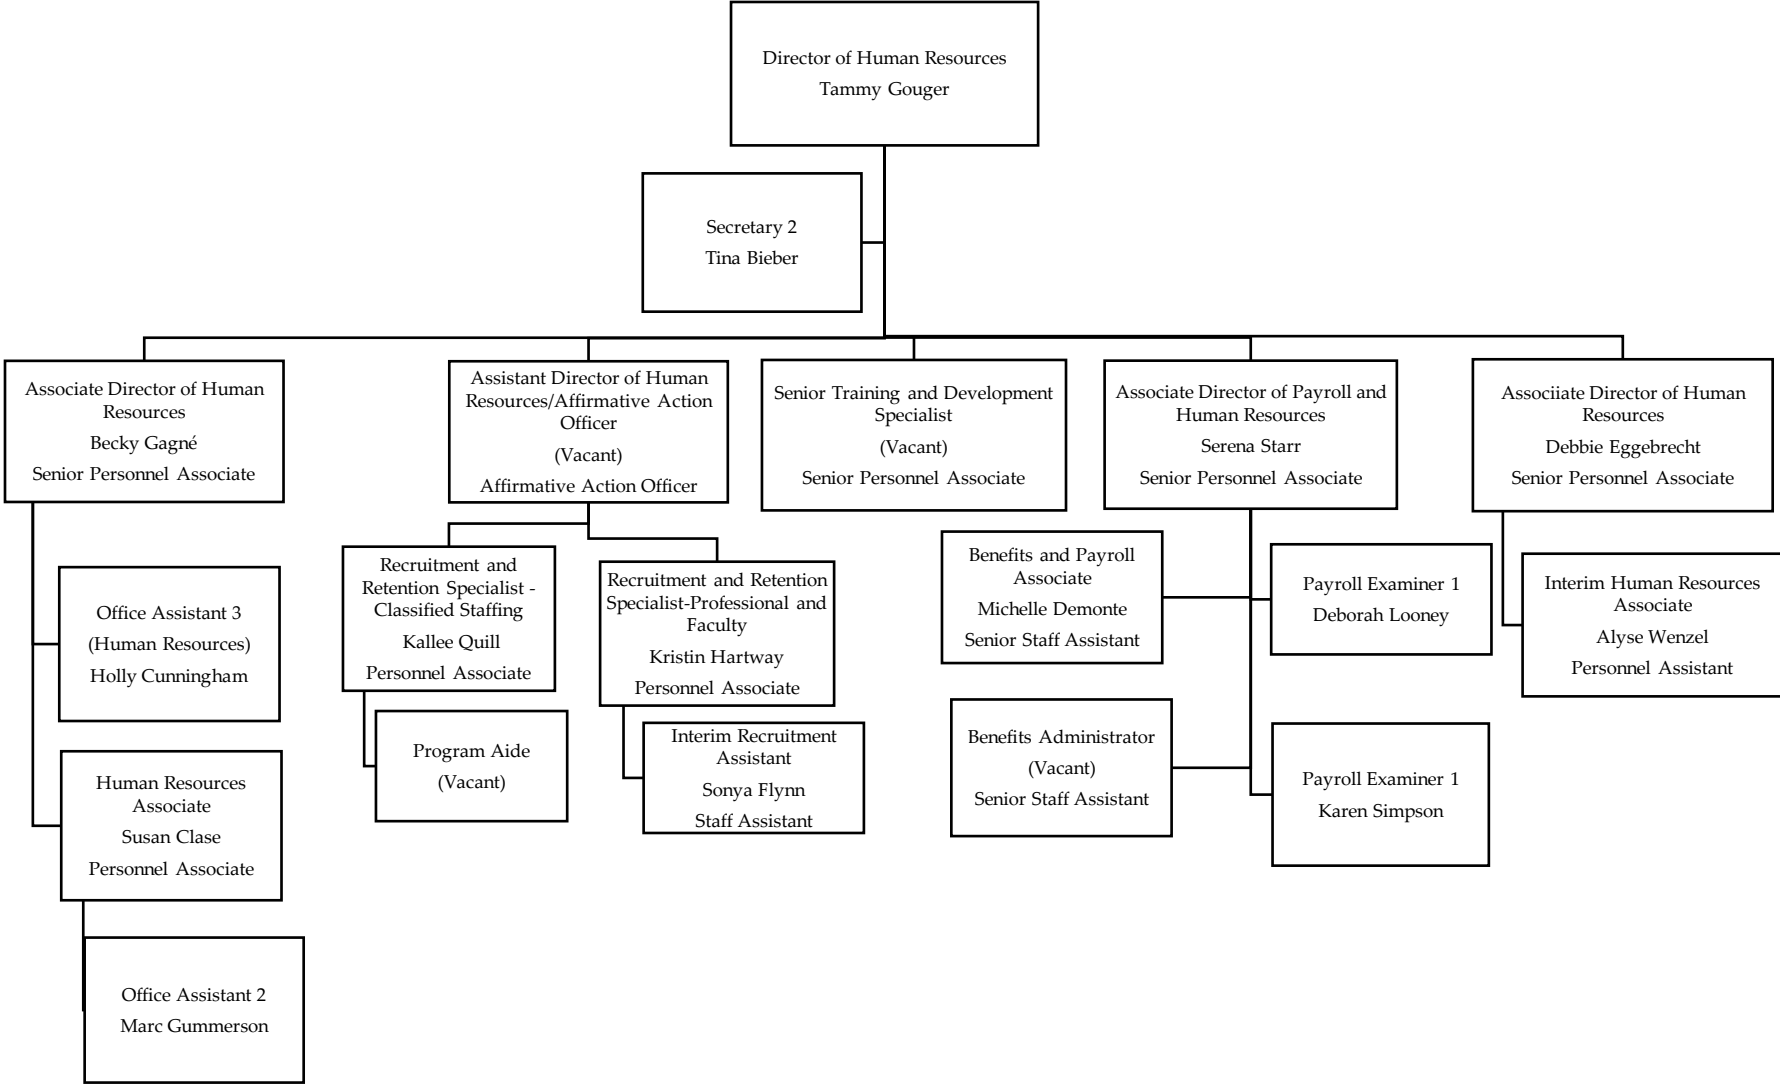 Director of Human Resources
Tammy Gouger
Secretary 2
Tina Bieber
Associate Director of Human
Resources
Becky Gagné
Senior Personnel Associate
Assistant Director of Human
Resources/Affirmative Action
Officer
(Vacant)
Affirmative Action Officer
Senior Training and Development
Specialist
(Vacant)
Senior Personnel Associate
Associate Director of Payroll and
Human Resources
Serena Starr
Senior Personnel Associate
Associiate Director of Human
Resources
Debbie Eggebrecht
Senior Personnel Associate
Office Assistant 3
(Human Resources)
Holly Cunningham
Human Resources
Associate
Susan Clase
Personnel Associate
Office Assistant 2
Marc Gummerson
Recruitment and
Retention Specialist -
Classified Staffing
Kallee Quill
Personnel Associate
Program Aide
(Vacant)
Recruitment and Retention
Specialist-Professional and
Faculty
Kristin Hartway
Personnel Associate
Interim Recruitment
Assistant
Sonya Flynn
Staff Assistant
Benefits and Payroll
Associate
Michelle Demonte
Senior Staff Assistant
Payroll Examiner 1
Deborah Looney
Benefits Administrator
(Vacant)
Senior Staff Assistant
Payroll Examiner 1
Karen Simpson
Interim Human Resources
Associate
Alyse Wenzel
Personnel Assistant